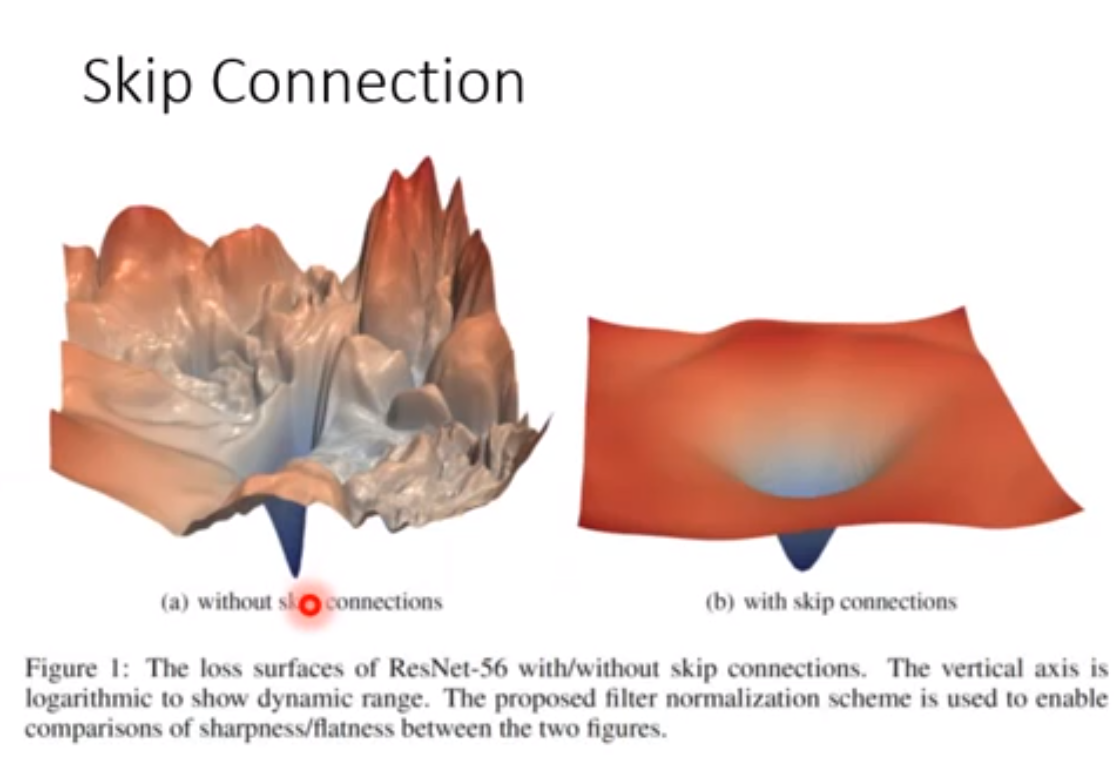 Skip Connection
(a) without connections
(b) with skip connections
Figure 1: The loss surfaces of ResNet-56 with/without skip connections. The vertical axis is
logarithmic to show dynamic range. The proposed filter normalization scheme is used to enable
comparisons of sharpness/flatness between the two figures.